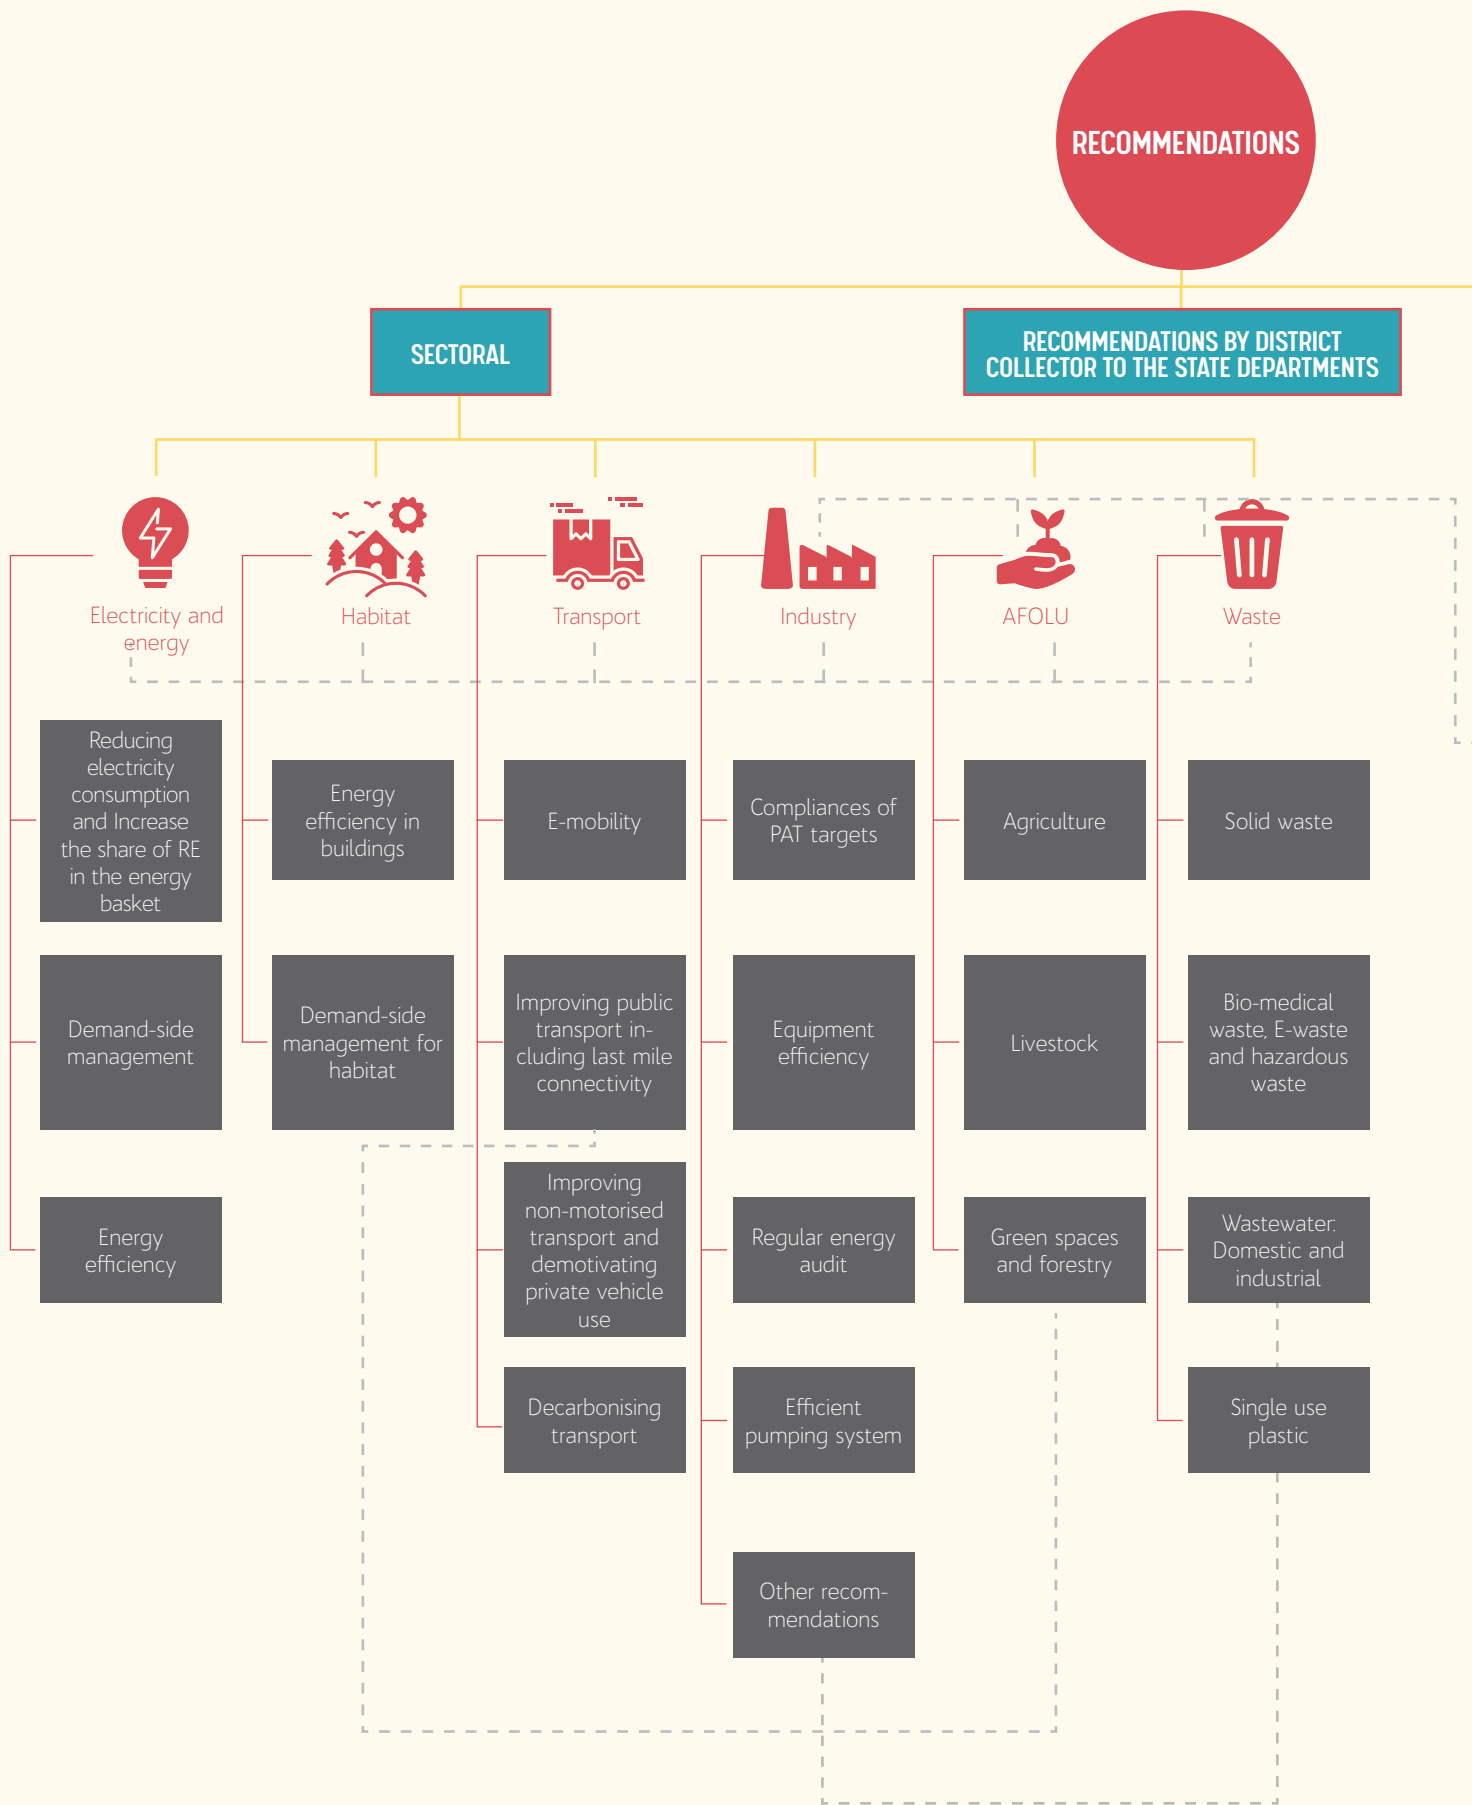 RECOMMENDATIONS
SECTORAL
RECOMMENDATIONS BY DISTRICT
COLLECTOR TO THE STATE DEPARTMENTS
Electricity and
energy
Habitat
Transport
Industry
AFOLU
Waste
Reducing
electricity
consumption
and Increase
the share of RE
in the energy
basket
Demand-side
management
Energy
efficiency
Energy
efficiency in
buildings
Demand-side
management for
habitat
E-mobility
Improving public
transport in-
cluding last mile
connectivity
Improving
non-motorised
transport and
demotivating
private vehicle
use
Decarbonising
transport
Compliances of
PAT targets
Equipment
efficiency
Regular energy
audit
Efficient
pumping system
Other recom-
mendations
Agriculture
Livestock
Green spaces
and forestry
Solid waste
Bio-medical
waste, E-waste
and hazardous
waste
Wastewater:
Domestic and
industrial
Single use
plastic